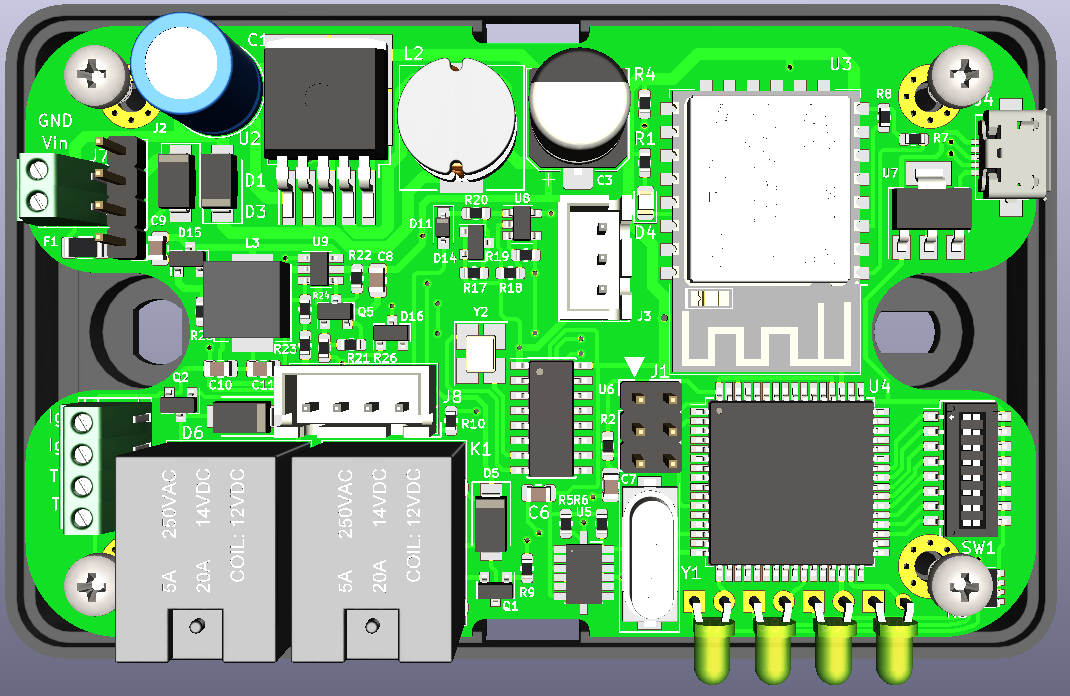 C1
L2
R4
U3
R8
GND
Vin
J2
J7
U2
R1
R7
U7
D1
D3
C3
R20
U8
D11
D4
F1
C9
D15
D14
R19
L3
U9
R22
C8
R17
R18
R24
Q5
D16
Y2
J3
R23
R21
R26
C10
C11
Q2
U6
J1
U4
J8
R10
R2
D6
K1
D5
C7
C6
R5
R6
U5
SW1
Y1
R9
Q1
5A 250VAC
20A 14VDC
COIL: 12VDC
5A 250VAC
20A 14VDC
COIL: 12VDC